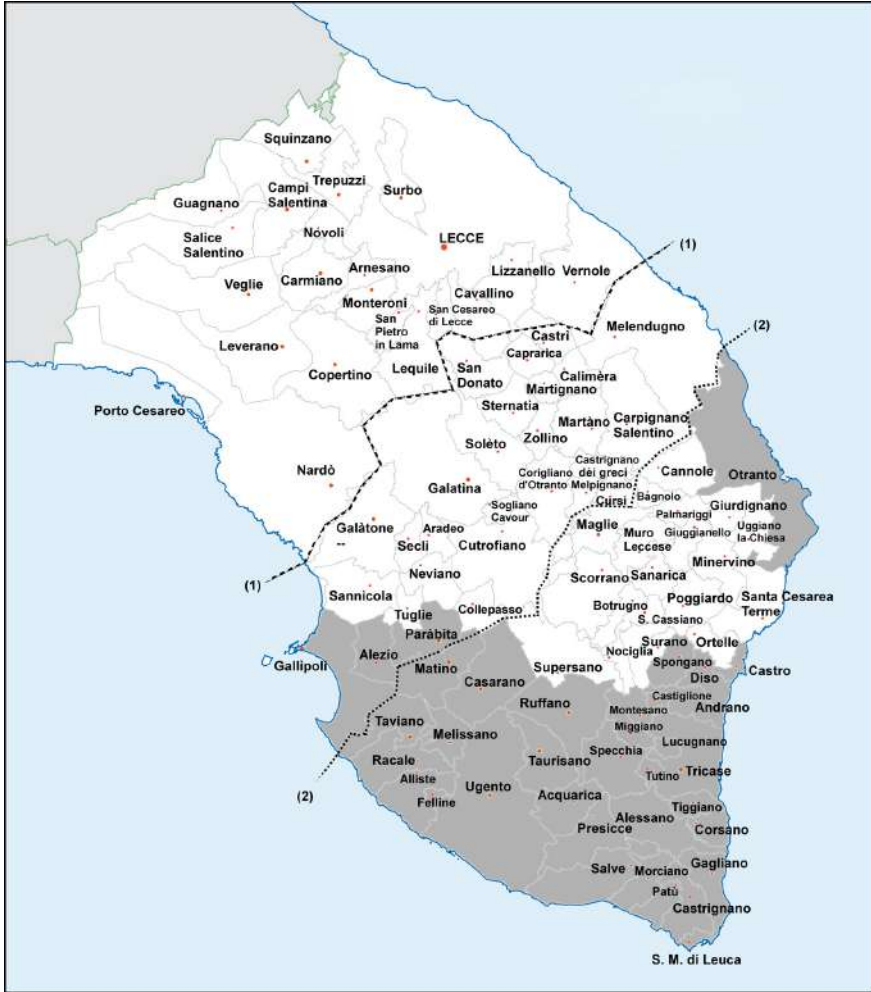 Squinzano
Trepuzzi
Campi
Salentina
Surbo
Guagnano
Nóvoli
Salice
Salentino
LECCE
(1)
Arnesano
Lizzanello
Vernole
Veglie
Carmiano
Monteroni
Cavallino
San
Pietro
in Lama
San Cesareo
di Lecce
Melendugno
(2)
Leverano
Castrì
Caprarica
Copertino
Lequile
San
Donato
Calimèra
Martignano
Porto Cesareo
Sternatia
Martàno
Carpignano
Salentino
Zollino
Solèto
Nardò
Galatina
Corigliano
d'Otranto
Castrignano
dèi greci
Melpignano
Cannole
Otranto
Cursi
Bagnolo
Sogliano
Cavour
Palmariggi
Giurdignano
Galàtone
--
Aradeo
Maglie
Muro
Leccese
Giuggianello
Uggiano
la Chiesa
Secli
Cutrofiano
Minervino
Neviano
Scorrano
Sanarica
(1)
Sannicola
Botrugno
Poggiardo
Santa Cesarea
Terme
Tuglie
Collepasso
S. Cassiano
Paràbita
Surano
Ortelle
Gallipoli
Alezio
Matino
Nociglia
Spongano
Castro
Supersano
Diso
Casarano
Ruffano
Castiglione
Montesano
Andrano
Taviano
Miggiano
Melissano
Lucugnano
Racale
Taurisano
Specchia
Alliste
Tutino
Tricase
(2)
Felline
Ugento
Acquarica
Tiggiano
Alessano
Presicce
Corsano
Salve
Morciano
Gagliano
Patù
Castrignano
S. M. di Leuca